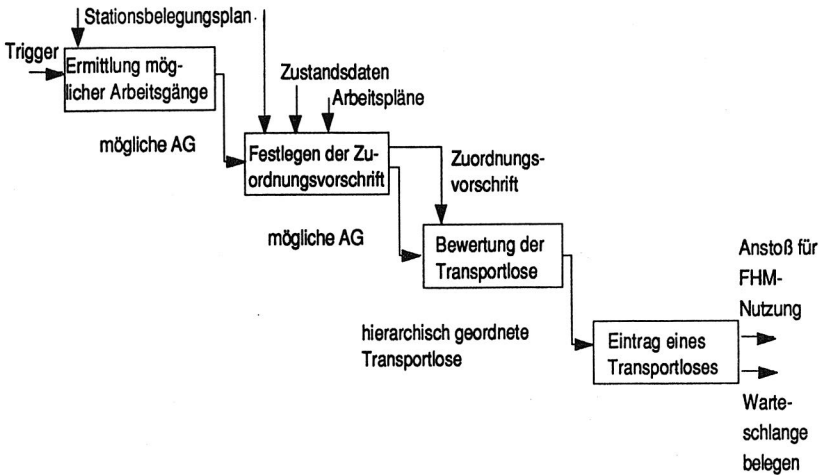 Stationsbelegungsplan
Trigger
Ermittlung mög-
licher Arbeitsgänge
Zustandsdaten
Arbeitspläne
mögliche AG
Festlegen der Zu-
ordnungsvorschrift
Zuordnungs-
vorschrift
mögliche AG
Bewertung der
Transportlose
hierarchisch geordnete
Transportlose
Eintrag eines
Transportloses
Anstoß für
FHM-
Nutzung
Warte-
schlange
belegen